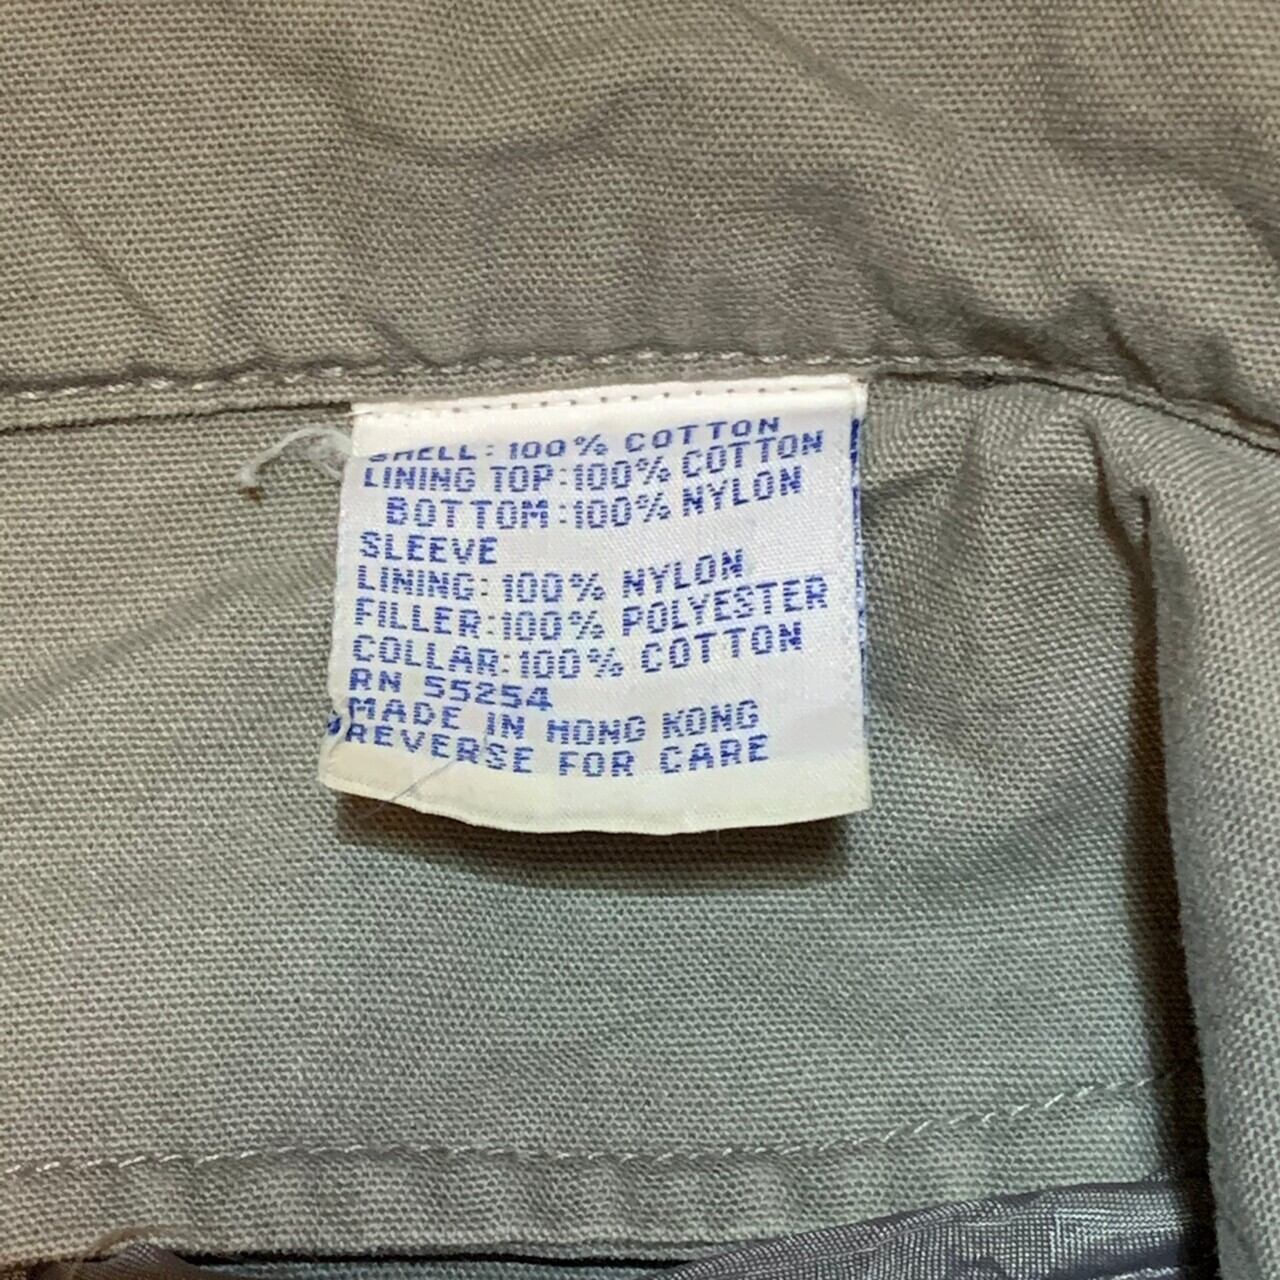 SHELL: 100% COTTON
LINING TOP:100% COTTON
BOTTOM:100% NYLON
SLEEVE
LINING: 100% NYLON
FILLER:100% POLYESTER
COLLAR:100% COTTON
RN 55254
MADE IN HONG KONG
REVERSE FOR CARE